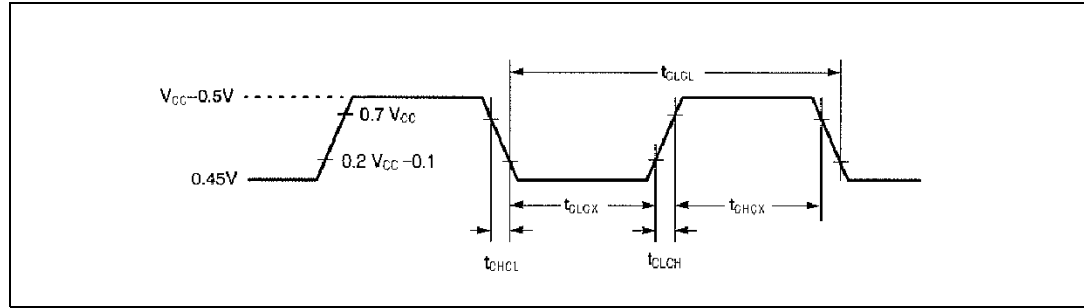 tCLCL
VCC−0.5V
0.7 VCC
0.2 VCC−0.1
0.45V
tCLCX
tCHCX
tCHCL
tCLCH